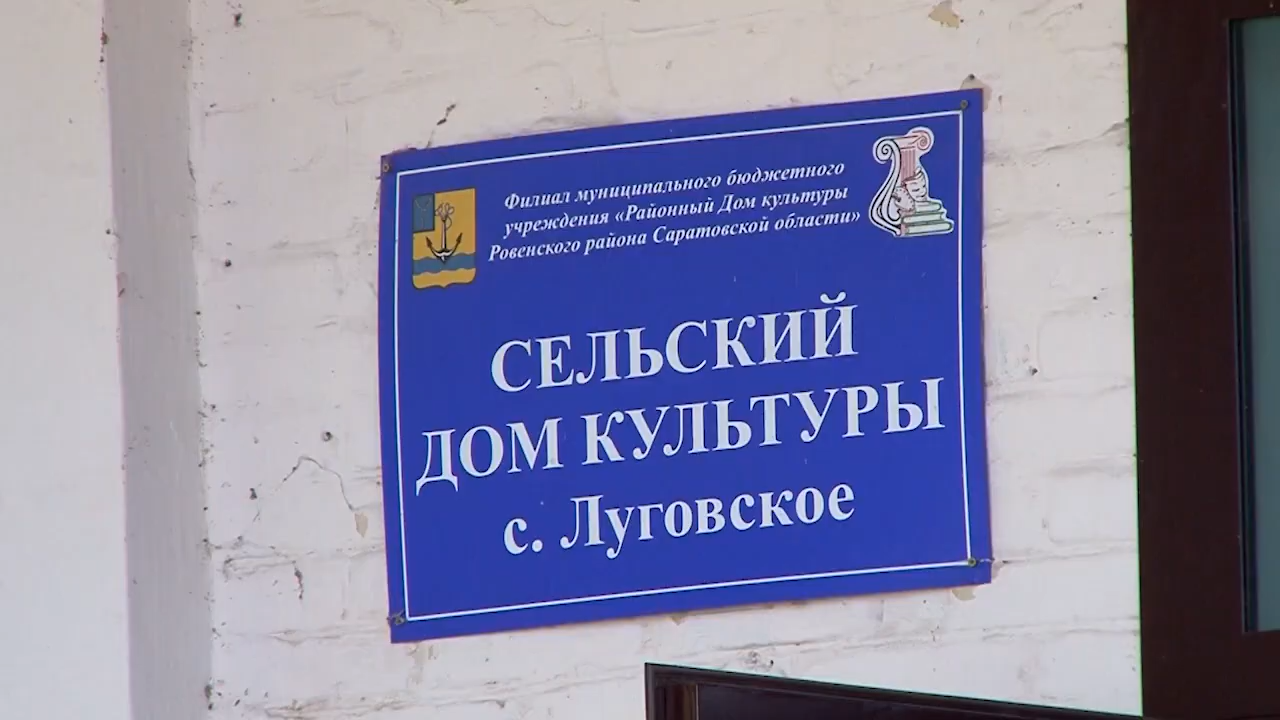 Филиал муниципального бюджетного
учреждения «Районный Дом культуры
Ровенского района Саратовской области»
СЕЛЬСКИЙ
ДОМ КУЛЬТУРЫ
с. Луговское